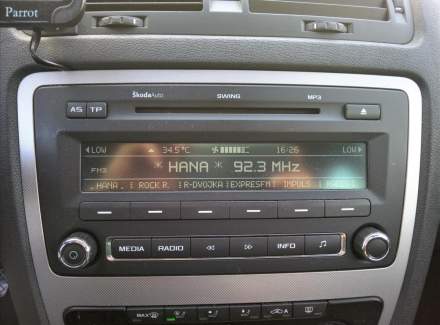 Parrot
ŠkodaAuto SWING MP3
AS TP
LOW 34.5°C 16:26 LOW
* HANA * 92.3 MHz
HANA. ROCK R. R-DVOJKA EXPRESFM IMPULS
MEDIA RADIO INFO
MAX A